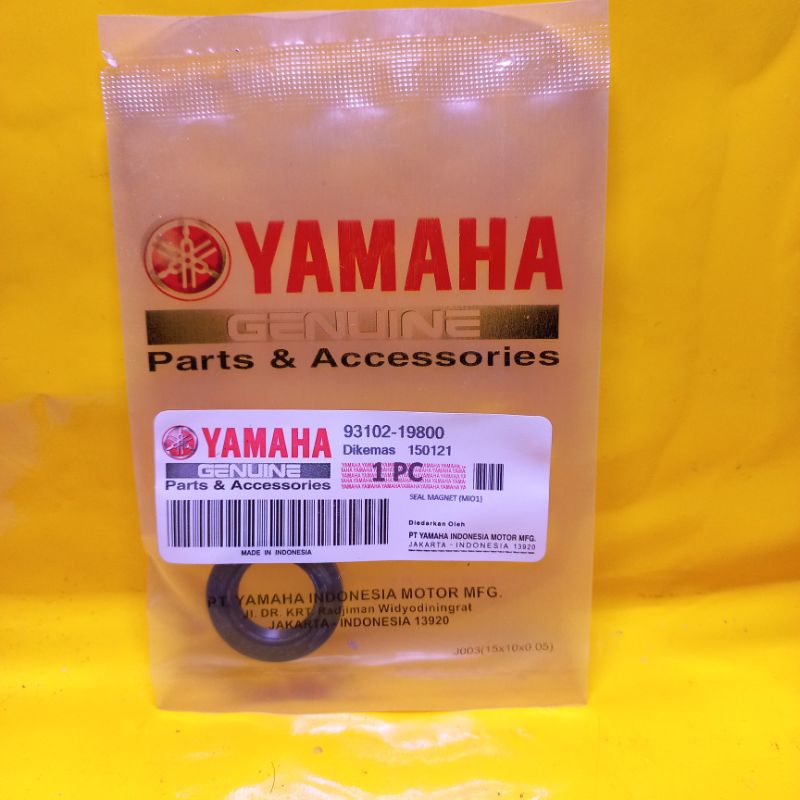 YAMAHA
GENUINE
Parts & Accessories
YAMAHA
GENUINE
Parts & Accessories
93102-19800
Dikemas 150121
1 PC
SEAL MAGNET (MIO1)
Diedarkan Oleh
PT YAMAHA INDONESIA MOTOR MFG.
JAKARTA - INDONESIA 13920
MADE IN INDONESIA
PT. YAMAHA INDONESIA MOTOR MFG.
Jl. DR. KRT. Radjiman Widyodiningrat
JAKARTA - INDONESIA 13920
J003(15x10x0.05)